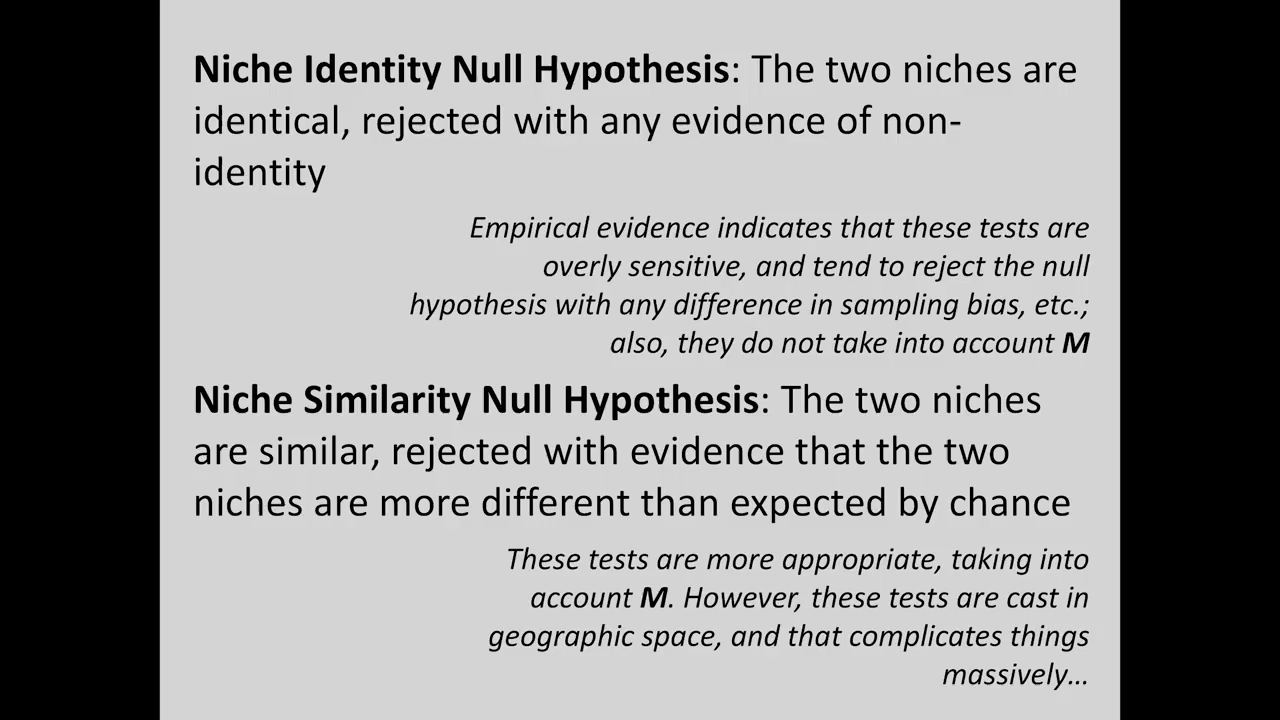 Niche Identity Null Hypothesis: The two niches are
identical, rejected with any evidence of non-
identity
Empirical evidence indicates that these tests are
overly sensitive, and tend to reject the null
hypothesis with any difference in sampling bias, etc.;
also, they do not take into account M
Niche Similarity Null Hypothesis: The two niches
are similar, rejected with evidence that the two
niches are more different than expected by chance
These tests are more appropriate, taking into
account M. However, these tests are cast in
geographic space, and that complicates things
massively…